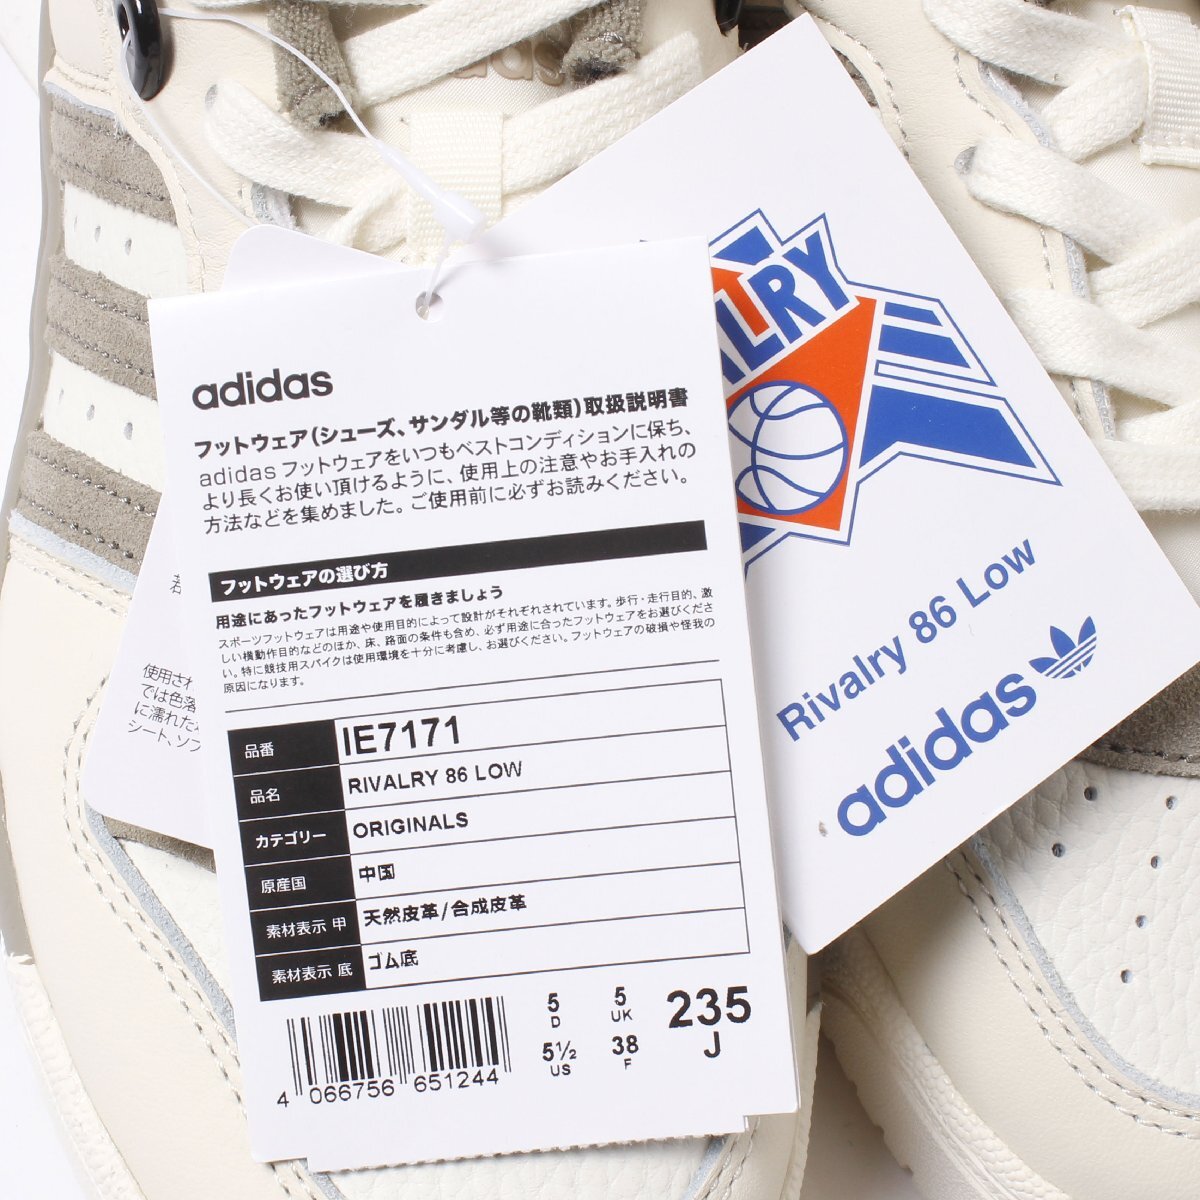 adidas
フットウェア(シューズ、サンダル等の靴類)取扱説明書
adidas フットウェアをいつもベストコンディションに保ち、
より長くお使い頂けるように、使用上の注意やお手入れの
方法などを集めました。ご使用前に必ずお読みください。
フットウェアの選び方
用途にあったフットウェアを履きましょう
スポーツフットウェアは用途や使用目的によって設計がそれぞれされています。歩行・走行目的、激
しい横動作目的などのほか、床、路面の条件も含め、必ず用途に合ったフットウェアをお選びくださ
い。特に競技用スパイクは使用環境を十分に考慮し、お選びください。フットウェアの破損や怪我の
原因になります。
品番 IE7171
品名 RIVALRY 86 LOW
カテゴリー ORIGINALS
原産国 中国
素材表示 甲 天然皮革/合成皮革
素材表示 底 ゴム底
5 D 5 UK 235 J
5½ US 38 F
4 066756 651244
使用され
では色落
に濡れた
シート、ソフ
Rivalry 86 Low
adidas